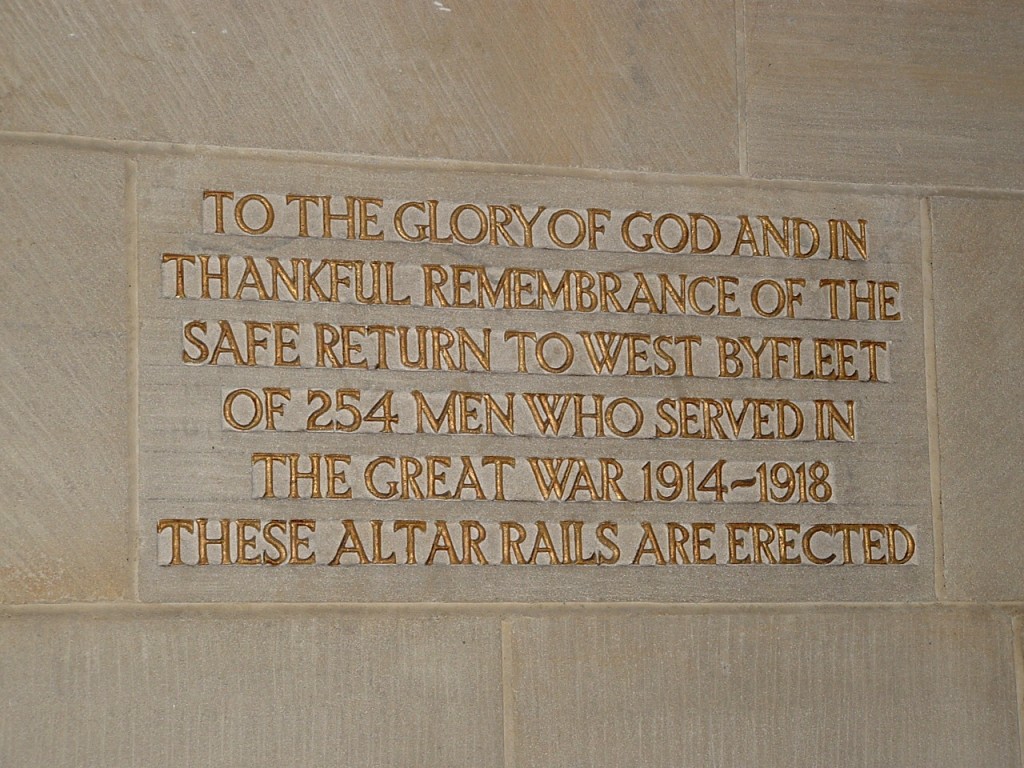 TO THE GLORY OF GOD AND IN
THANKFUL REMEMBRANCE OF THE
SAFE RETURN TO WEST BYFLEET
OF 254 MEN WHO SERVED IN
THE GREAT WAR 1914~1918
THESE ALTAR RAILS ARE ERECTED